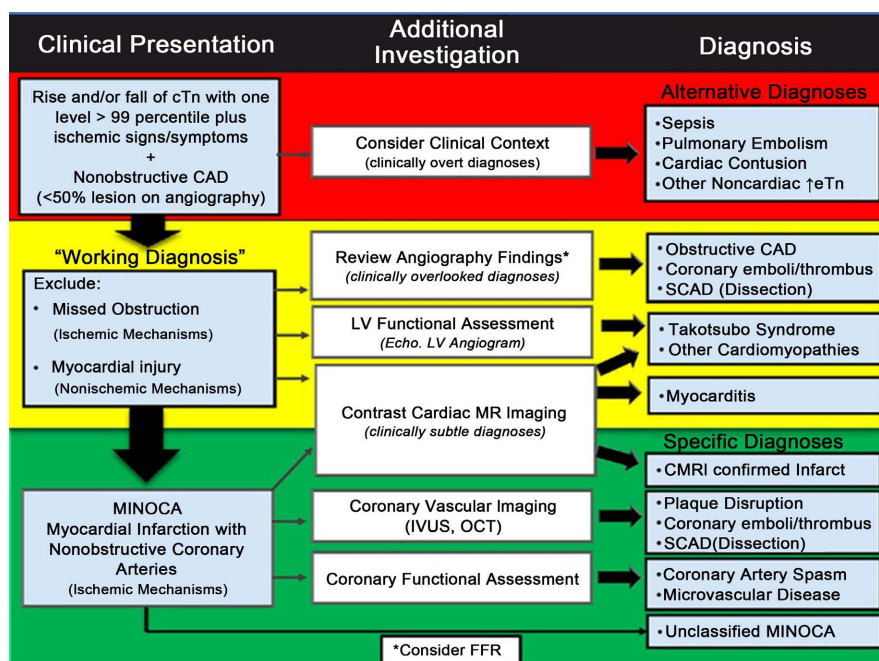 Clinical Presentation
Additional
Investigation
Diagnosis
Rise and/or fall of cTn with one
level > 99 percentile plus
ischemic signs/symptoms
+
Nonobstructive CAD
(<50% lesion on angiography)
Consider Clinical Context
(clinically overt diagnoses)
Alternative Diagnoses
•Sepsis
•Pulmonary Embolism
•Cardiac Contusion
•Other Noncardiac ↑eTn
“Working Diagnosis”
Exclude:
• Missed Obstruction
(Ischemic Mechanisms)
• Myocardial injury
(Nonischemic Mechanisms)
Review Angiography Findings*
(clinically overlooked diagnoses)
•Obstructive CAD
•Coronary emboli/thrombus
•SCAD (Dissection)
LV Functional Assessment
(Echo. LV Angiogram)
•Takotsubo Syndrome
•Other Cardiomyopathies
Contrast Cardiac MR Imaging
(clinically subtle diagnoses)
•Myocarditis
Specific Diagnoses
•CMRI confirmed Infarct
MINOCA
Myocardial Infarction with
Nonobstructive Coronary
Arteries
(Ischemic Mechanisms)
Coronary Vascular Imaging
(IVUS, OCT)
•Plaque Disruption
•Coronary emboli/thrombus
•SCAD(Dissection)
Coronary Functional Assessment
•Coronary Artery Spasm
•Microvascular Disease
•Unclassified MINOCA
*Consider FFR